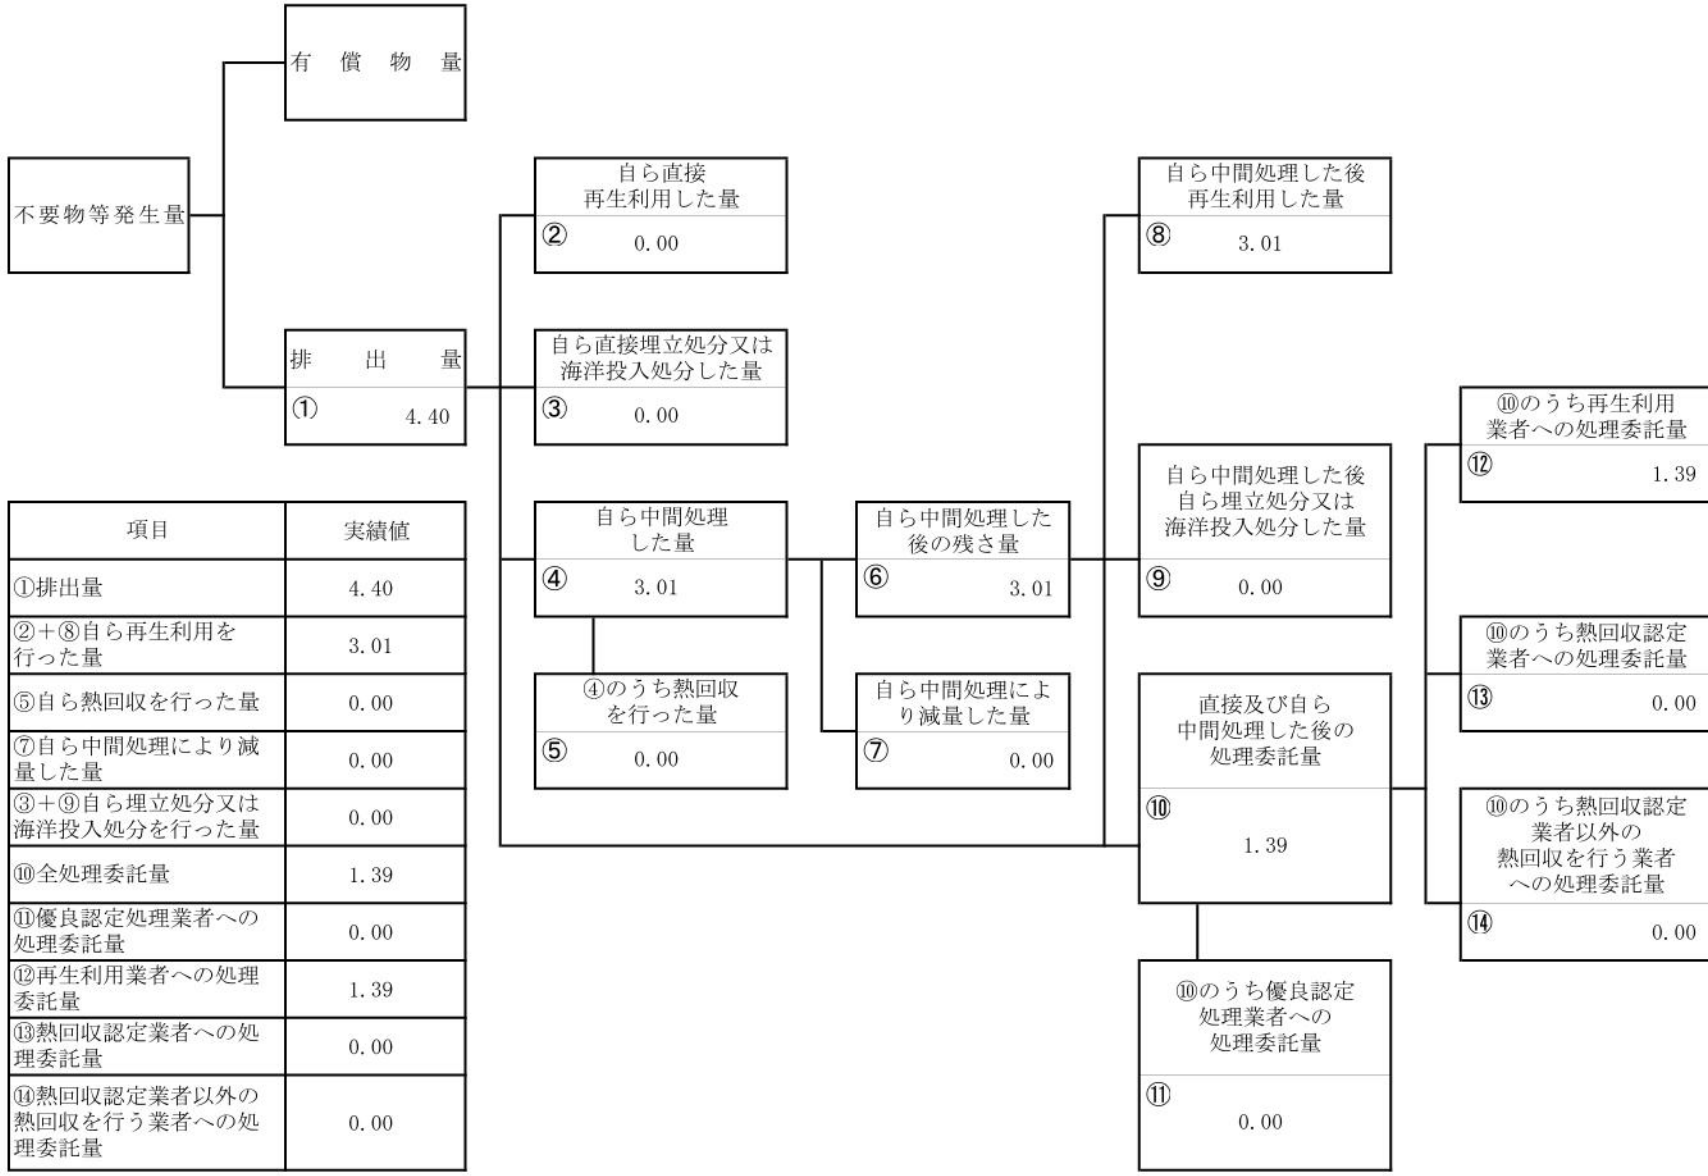 有償物量
不要物等発生量
排出量
①
4.40
自ら直接
再生利用した量
②
0.00
自ら直接埋立処分又は
海洋投入処分した量
③
0.00
自ら中間処理
した量
④
3.01
④のうち熱回収
を行った量
⑤
0.00
自ら中間処理した
後の残さ量
⑥
3.01
自ら中間処理によ
り減量した量
⑦
0.00
自ら中間処理した後
再生利用した量
⑧
3.01
自ら中間処理した後
自ら埋立処分又は
海洋投入処分した量
⑨
0.00
直接及び自ら
中間処理した後の
処理委託量
⑩
1.39
⑩のうち優良認定
処理業者への
処理委託量
⑪
0.00
⑩のうち再生利用
業者への処理委託量
⑫
1.39
⑩のうち熱回収認定
業者への処理委託量
⑬
0.00
⑩のうち熱回収認定
業者以外の
熱回収を行う業者
への処理委託量
⑭
0.00
項目 実績値
①排出量 4.40
②+⑧自ら再生利用を
行った量 3.01
⑤自ら熱回収を行った量 0.00
⑦自ら中間処理により減
量した量 0.00
③+⑨自ら埋立処分又は
海洋投入処分を行った量 0.00
⑩全処理委託量 1.39
⑪優良認定処理業者への
処理委託量 0.00
⑫再生利用業者への処理
委託量 1.39
⑬熱回収認定業者への処
理委託量 0.00
⑭熱回収認定業者以外の
熱回収を行う業者への処 0.00
理委託量